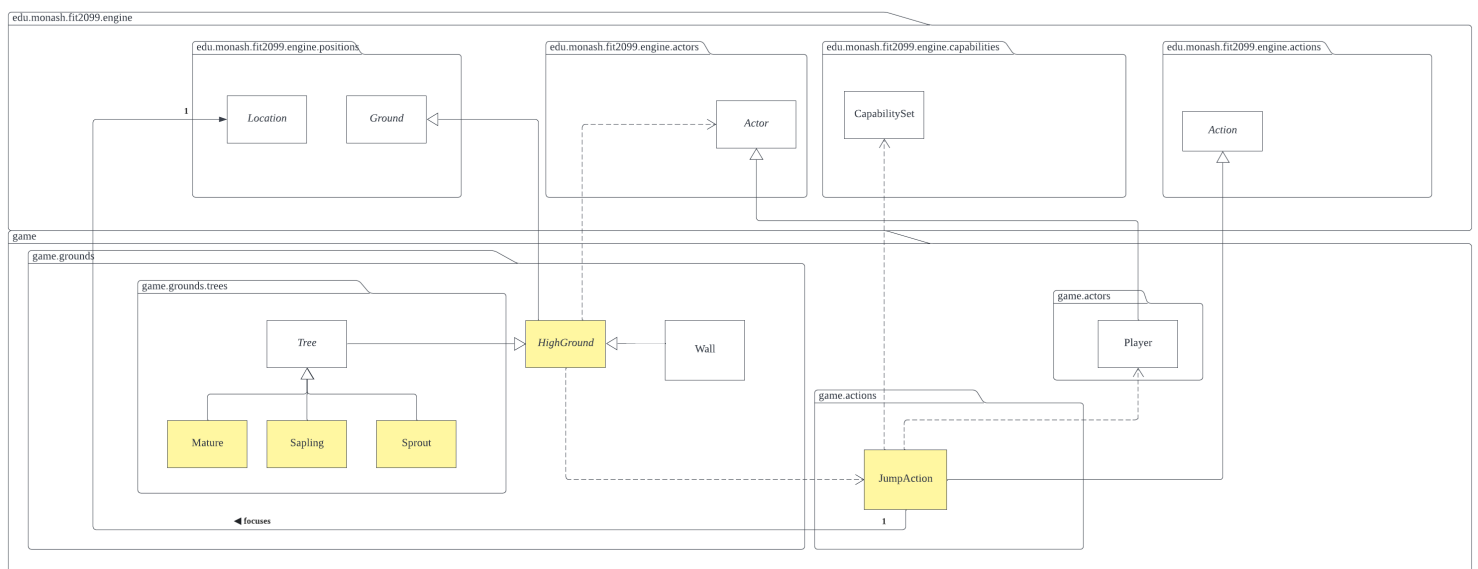 edu.monash.fit2099.engine
edu.monash.fit2099.engine.positions
edu.monash.fit2099.engine.actors
edu.monash.fit2099.engine.capabilities
edu.monash.fit2099.engine.actions
1
Location
Ground
Actor
CapabilitySet
Action
game
game.grounds
game.grounds.trees
game.actors
Tree
HighGround
Wall
Player
game.actions
Mature
Sapling
Sprout
JumpAction
◀ focuses
1